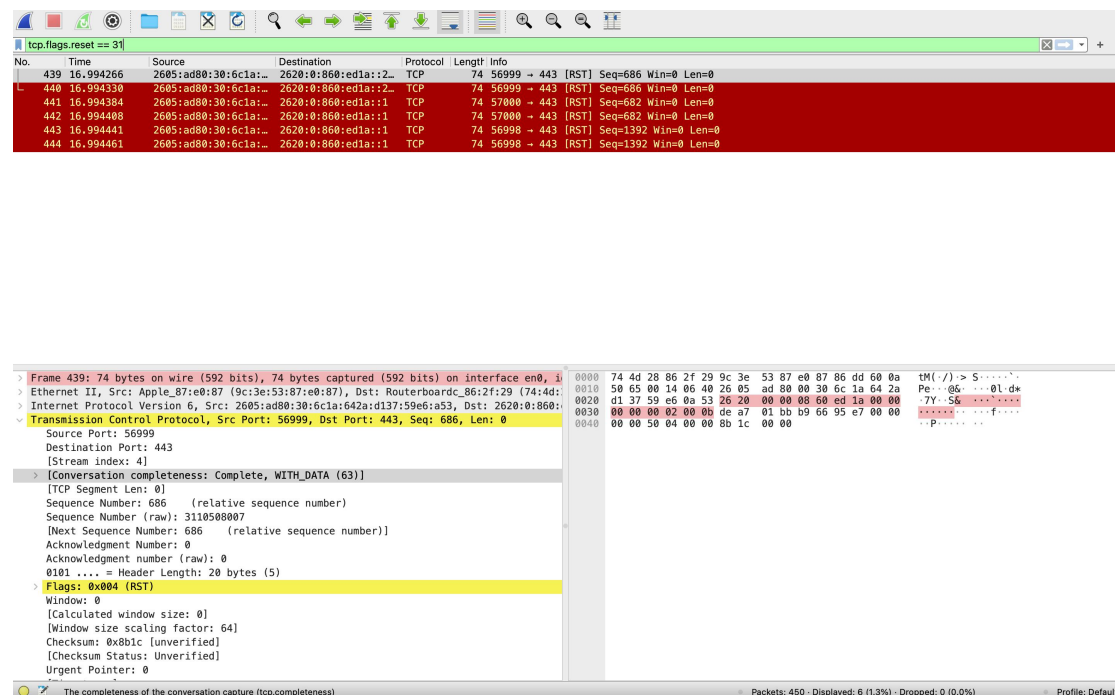 tcp.flags.reset == 31
+
No. Time Source Destination Protocol Length Info
439 16.994266 2605:ad80:30:6c1a:… 2620:0:860:ed1a::2… TCP 74 56999 → 443 [RST] Seq=686 Win=0 Len=0
440 16.994330 2605:ad80:30:6c1a:… 2620:0:860:ed1a::2… TCP 74 56999 → 443 [RST] Seq=686 Win=0 Len=0
441 16.994384 2605:ad80:30:6c1a:… 2620:0:860:ed1a::1 TCP 74 57000 → 443 [RST] Seq=682 Win=0 Len=0
442 16.994408 2605:ad80:30:6c1a:… 2620:0:860:ed1a::1 TCP 74 57000 → 443 [RST] Seq=682 Win=0 Len=0
443 16.994441 2605:ad80:30:6c1a:… 2620:0:860:ed1a::1 TCP 74 56998 → 443 [RST] Seq=1392 Win=0 Len=0
444 16.994461 2605:ad80:30:6c1a:… 2620:0:860:ed1a::1 TCP 74 56998 → 443 [RST] Seq=1392 Win=0 Len=0
Frame 439: 74 bytes on wire (592 bits), 74 bytes captured (592 bits) on interface en0, i
Ethernet II, Src: Apple_87:e0:87 (9c:3e:53:87:e0:87), Dst: Routerboardc_86:2f:29 (74:4d:
Internet Protocol Version 6, Src: 2605:ad80:30:6c1a:642a:d137:59e6:a53, Dst: 2620:0:860:
Transmission Control Protocol, Src Port: 56999, Dst Port: 443, Seq: 686, Len: 0
Source Port: 56999
Destination Port: 443
[Stream index: 4]
[Conversation completeness: Complete, WITH_DATA (63)]
[TCP Segment Len: 0]
Sequence Number: 686 (relative sequence number)
Sequence Number (raw): 3110508007
[Next Sequence Number: 686 (relative sequence number)]
Acknowledgment Number: 0
Acknowledgment number (raw): 0
0101 .... = Header Length: 20 bytes (5)
Flags: 0x004 (RST)
Window: 0
[Calculated window size: 0]
[Window size scaling factor: 64]
Checksum: 0x8b1c [unverified]
[Checksum Status: Unverified]
Urgent Pointer: 0
0000 74 4d 28 86 2f 29 9c 3e 53 87 e0 87 86 dd 60 0a tM(·/)·> S·····`·
0010 50 65 00 14 06 40 26 05 ad 80 00 30 6c 1a 64 2a Pe···@&· ···0l·d*
0020 d1 37 59 e6 0a 53 26 20 00 00 08 60 ed 1a 00 00 ·7Y··S& ···`····
0030 00 00 00 02 00 0b de a7 01 bb b9 66 95 e7 00 00 ········ ···f····
0040 00 00 50 04 00 00 8b 1c 00 00 ··P····· ··
The completeness of the conversation capture (tcp.completeness)
Packets: 450 · Displayed: 6 (1.3%) · Dropped: 0 (0.0%)
Profile: Defaul